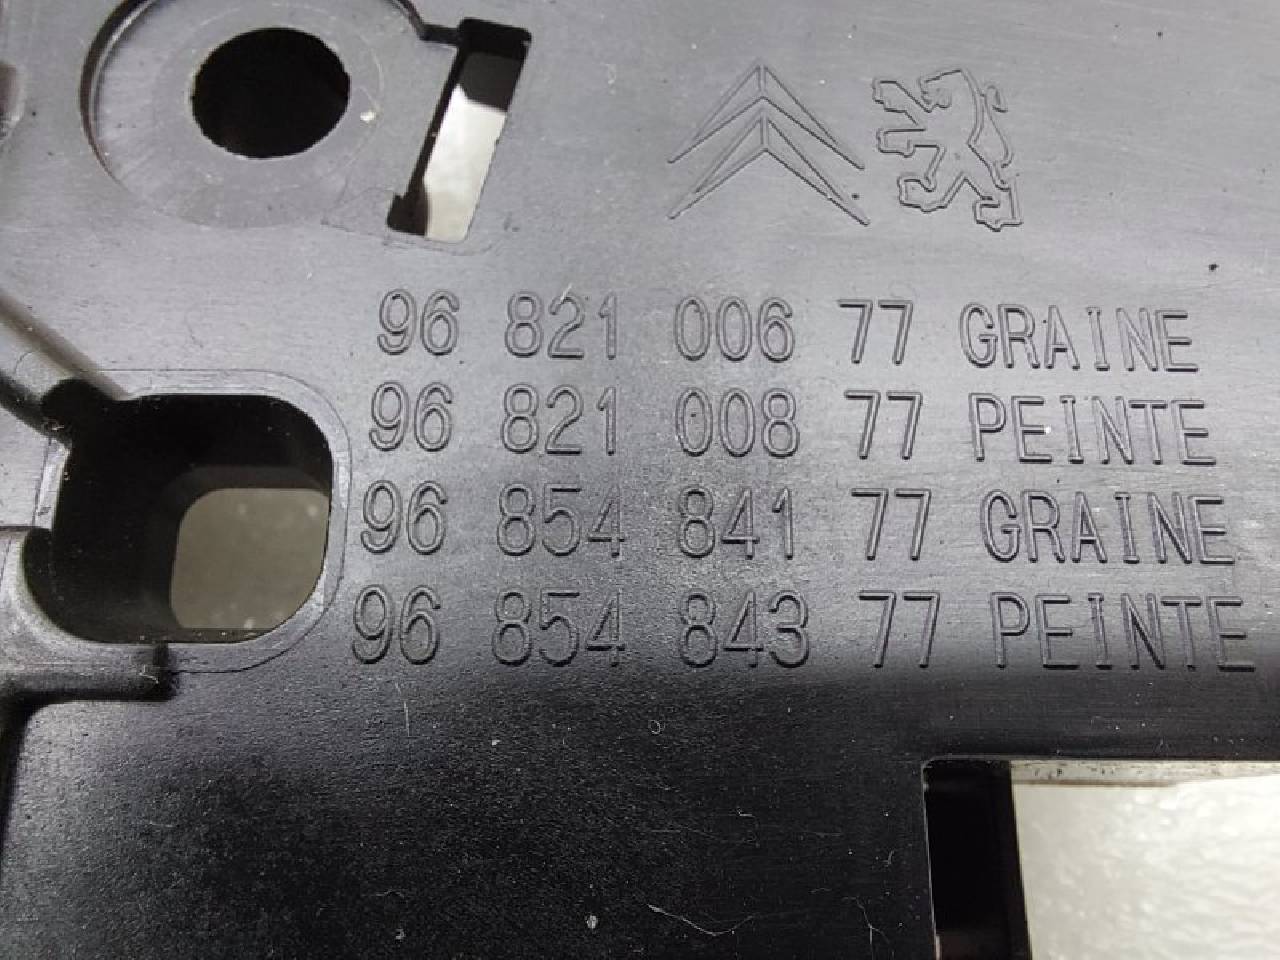 96 821 006 77 GRAINE
96 821 008 77 PEINTE
96 854 841 77 GRAINE
96 854 843 77 PEINTE